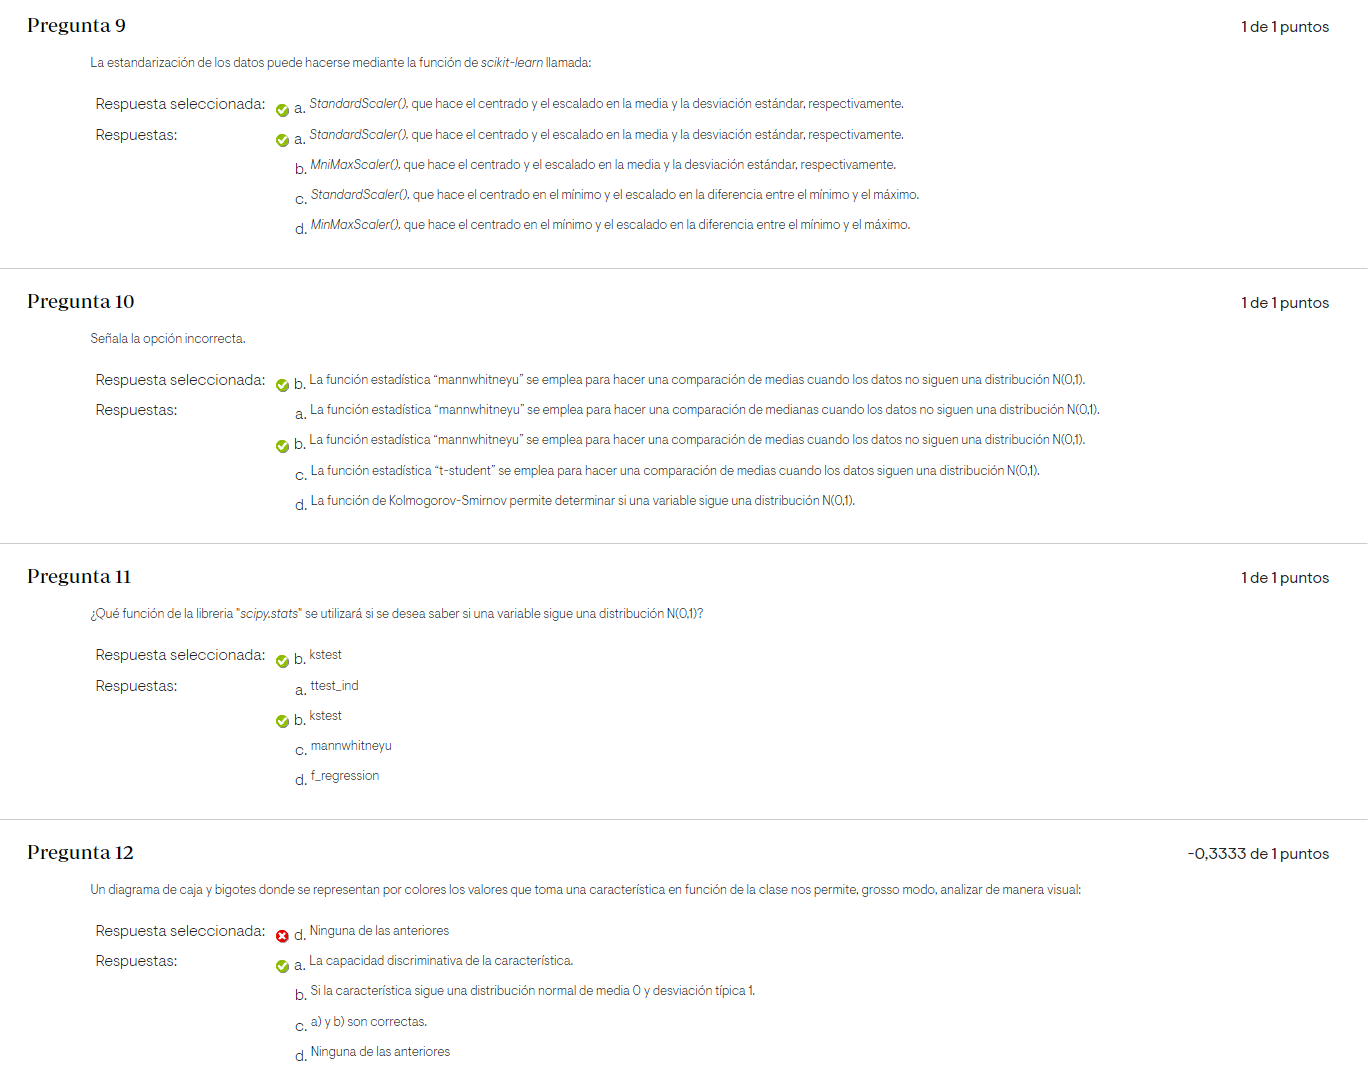 Pregunta 9
1 de 1 puntos
La estandarización de los datos puede hacerse mediante la función de scikit-learn llamada:
Respuesta seleccionada: a. StandardScaler(), que hace el centrado y el escalado en la media y la desviación estándar, respectivamente.
Respuestas: a. StandardScaler(), que hace el centrado y el escalado en la media y la desviación estándar, respectivamente.
b. MniMaxScaler(), que hace el centrado y el escalado en la media y la desviación estándar, respectivamente.
c. StandardScaler(), que hace el centrado en el mínimo y el escalado en la diferencia entre el mínimo y el máximo.
d. MinMaxScaler(), que hace el centrado en el mínimo y el escalado en la diferencia entre el mínimo y el máximo.
Pregunta 10
1 de 1 puntos
Señala la opción incorrecta.
Respuesta seleccionada: b. La función estadística “mannwhitneyu” se emplea para hacer una comparación de medias cuando los datos no siguen una distribución N(0,1).
Respuestas: a. La función estadística “mannwhitneyu” se emplea para hacer una comparación de medianas cuando los datos no siguen una distribución N(0,1).
b. La función estadística “mannwhitneyu” se emplea para hacer una comparación de medias cuando los datos no siguen una distribución N(0,1).
c. La función estadística “t-student” se emplea para hacer una comparación de medias cuando los datos siguen una distribución N(0,1).
d. La función de Kolmogorov-Smirnov permite determinar si una variable sigue una distribución N(0,1).
Pregunta 11
1 de 1 puntos
¿Qué función de la libreria "scipy.stats" se utilizará si se desea saber si una variable sigue una distribución N(0,1)?
Respuesta seleccionada: b. kstest
Respuestas: a. ttest_ind
b. kstest
c. mannwhitneyu
d. f_regression
Pregunta 12
-0,3333 de 1 puntos
Un diagrama de caja y bigotes donde se representan por colores los valores que toma una característica en función de la clase nos permite, grosso modo, analizar de manera visual:
Respuesta seleccionada: d. Ninguna de las anteriores
Respuestas: a. La capacidad discriminativa de la característica.
b. Si la característica sigue una distribución normal de media 0 y desviación típica 1.
c. a) y b) son correctas.
d. Ninguna de las anteriores